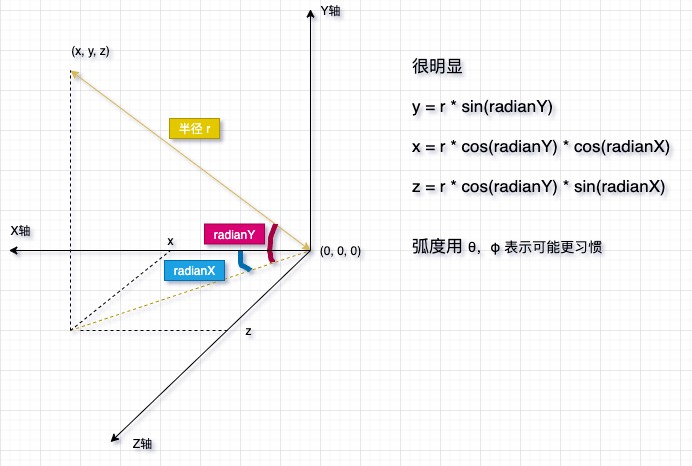 Y轴
(x, y, z)
很明显
y = r * sin(radianY)
半径 r
x = r * cos(radianY) * cos(radianX)
z = r * cos(radianY) * sin(radianX)
X轴
x
radianY
(0, 0, 0)
弧度用 θ，φ 表示可能更习惯
radianX
z
Z轴